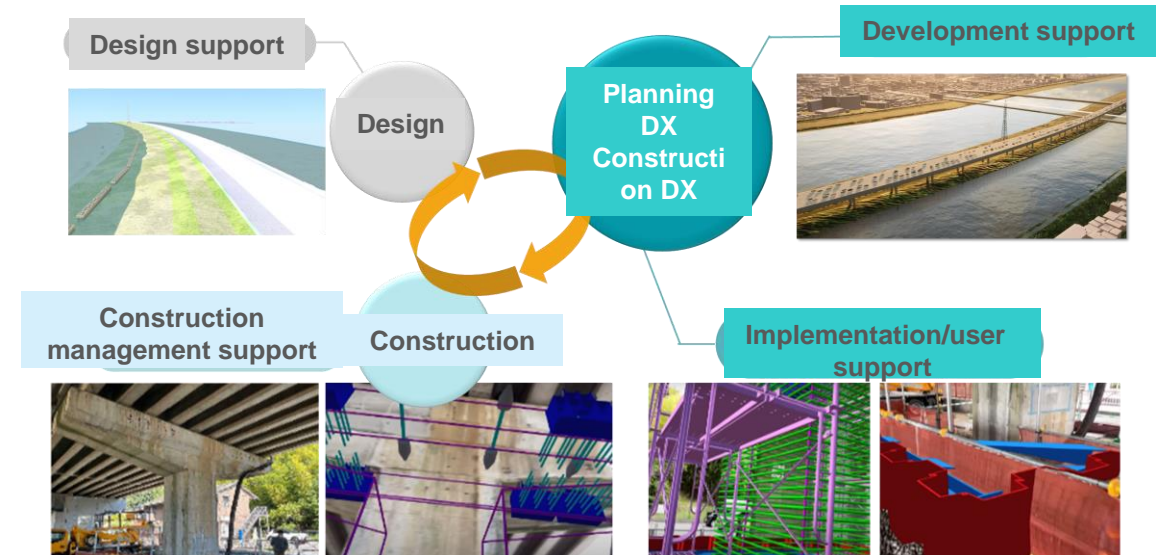 Design support
Design
Planning
DX
Constructi
on DX
Development support
Construction
management support
Construction
Implementation/user
support